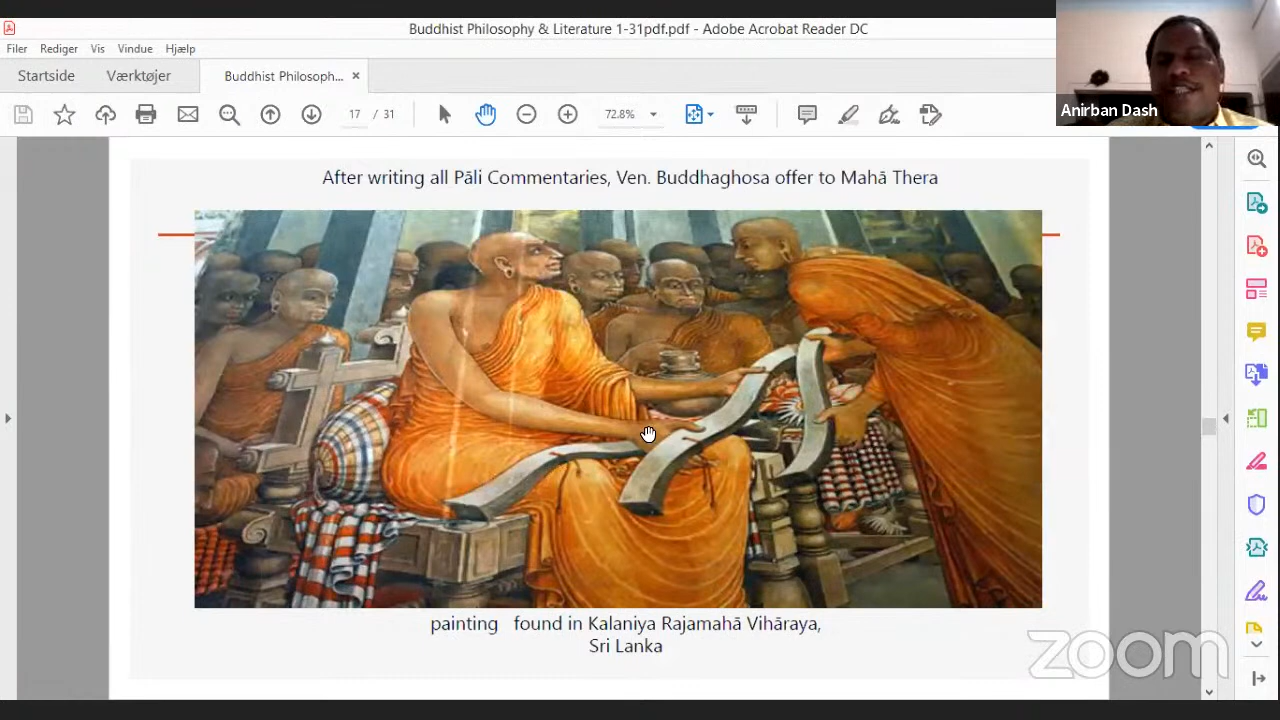 Buddhist Philosophy & Literature 1-31pdf.pdf - Adobe Acrobat Reader DC
Filer Rediger Vis Vindue Hjælp
Startside Værktøjer Buddhist Philosoph... ×
17 / 31 72.8%
Anirban Dash
After writing all Pāli Commentaries, Ven. Buddhaghosa offer to Mahā Thera
painting found in Kalaniya Rajamahā Vihāraya,
Sri Lanka
zoom